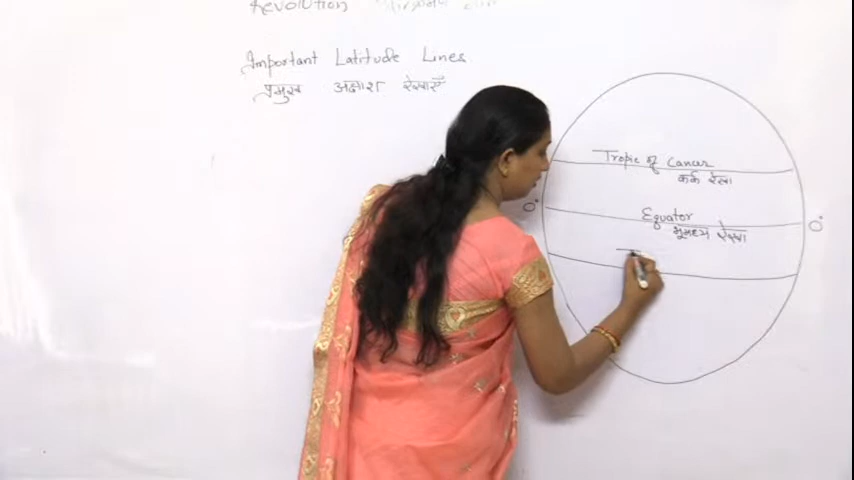 Revolution
Important Latitude Lines
प्रमुख अक्षांश रेखाएँ
Tropic of Cancer
कर्क रेखा
0° Equator 0°
भूमध्य रेखा